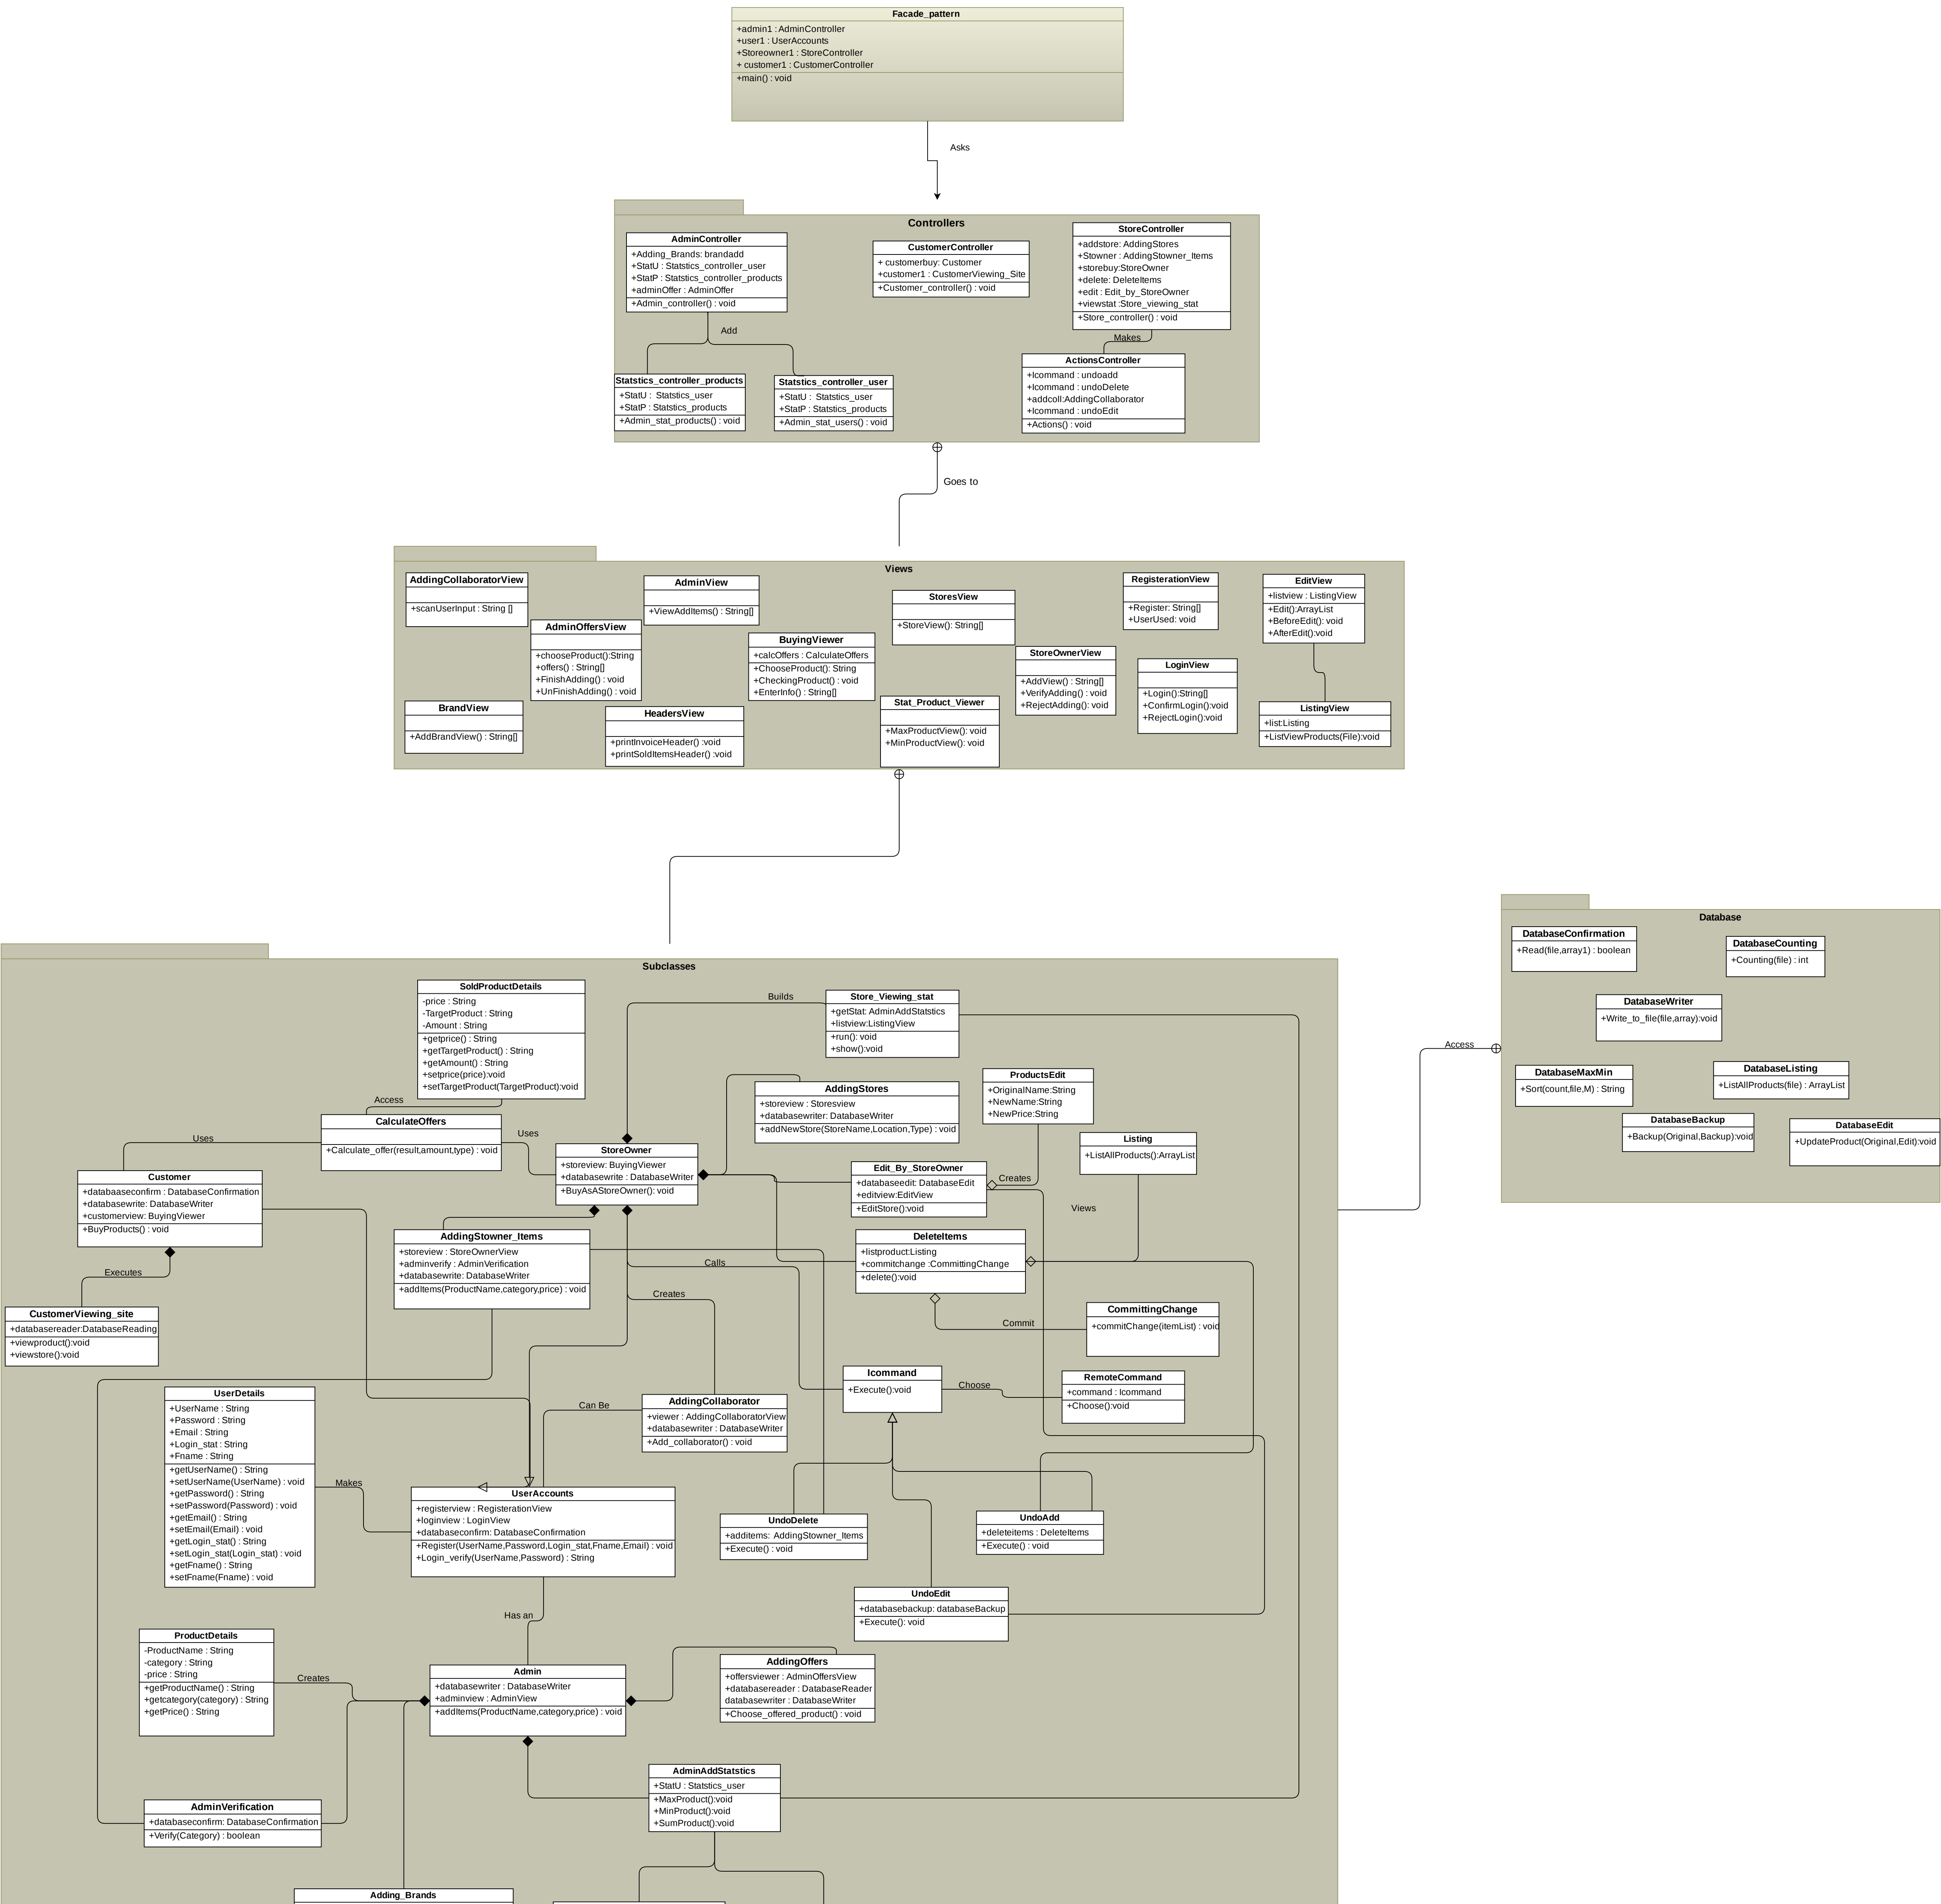 Facade_pattern
+admin1 : AdminController
+user1 : UserAccounts
+Storeowner1 : StoreController
+ customer1 : CustomerController
+main() : void
Asks
Controllers
AdminController
+Adding_Brands: brandadd
+StatU : Statstics_controller_user
+StatP : Statstics_controller_products
+adminOffer : AdminOffer
+Admin_controller() : void
CustomerController
+ customerbuy: Customer
+customer1 : CustomerViewing_Site
+Customer_controller() : void
StoreController
+addstore: AddingStores
+Stowner : AddingStowner_Items
+storebuy:StoreOwner
+delete: DeleteItems
+edit : Edit_by_StoreOwner
+viewstat :Store_viewing_stat
+Store_controller() : void
Add
Makes
Statstics_controller_products
+StatU :  Statstics_user
+StatP : Statstics_products
+Admin_stat_products() : void
Statstics_controller_user
+StatU :  Statstics_user
+StatP : Statstics_products
+Admin_stat_users() : void
ActionsController
+Icommand : undoadd
+Icommand : undoDelete
+addcoll:AddingCollaborator
+Icommand : undoEdit
+Actions() : void
Goes to
Views
AddingCollaboratorView
+scanUserInput : String []
AdminView
+ViewAddItems() : String[]
StoresView
+StoreView(): String[]
RegisterationView
+Register: String[]
+UserUsed: void
EditView
+listview : ListingView
+Edit():ArrayList
+BeforeEdit(): void
+AfterEdit():void
AdminOffersView
+chooseProduct():String
+offers() : String[]
+FinishAdding() : void
+UnFinishAdding() : void
BuyingViewer
+calcOffers : CalculateOffers
+ChooseProduct(): String
+CheckingProduct() : void
+EnterInfo() : String[]
StoreOwnerView
+AddView() : String[]
+VerifyAdding() : void
+RejectAdding(): void
LoginView
+Login():String[]
+ConfirmLogin():void
+RejectLogin():void
BrandView
+AddBrandView() : String[]
HeadersView
+printInvoiceHeader() :void
+printSoldItemsHeader() :void
Stat_Product_Viewer
+MaxProductView(): void
+MinProductView(): void
ListingView
+list:Listing
+ListViewProducts(File):void
Database
DatabaseConfirmation
+Read(file,array1) : boolean
DatabaseCounting
+Counting(file) : int
DatabaseWriter
+Write_to_file(file,array):void
Access
DatabaseMaxMin
+Sort(count,file,M) : String
DatabaseListing
+ListAllProducts(file) : ArrayList
DatabaseBackup
+Backup(Original,Backup):void
DatabaseEdit
+UpdateProduct(Original,Edit):void
Subclasses
SoldProductDetails
-price : String
-TargetProduct : String
-Amount : String
+getprice() : String
+getTargetProduct() : String
+getAmount() : String
+setprice(price):void
+setTargetProduct(TargetProduct):void
Builds
Store_Viewing_stat
+getStat: AdminAddStatstics
+listview:ListingView
+run(): void
+show():void
AddingStores
+storeview : Storesview
+databasewriter: DatabaseWriter
+addNewStore(StoreName,Location,Type) : void
ProductsEdit
+OriginalName:String
+NewName:String
+NewPrice:String
Access
CalculateOffers
+Calculate_offer(result,amount,type) : void
Uses
Uses
Listing
+ListAllProducts():ArrayList
StoreOwner
+storeview: BuyingViewer
+databasewrite : DatabaseWriter
+BuyAsAStoreOwner(): void
Customer
+databaaseconfirm : DatabaseConfirmation
+databasewrite: DatabaseWriter
+customerview: BuyingViewer
+BuyProducts() : void
Edit_By_StoreOwner
+databaseedit: DatabaseEdit
+editview:EditView
+EditStore():void
Creates
Views
AddingStowner_Items
+storeview : StoreOwnerView
+adminverify : AdminVerification
+databasewrite: DatabaseWriter
+addItems(ProductName,category,price) : void
DeleteItems
+listproduct:Listing
+commitchange :CommittingChange
+delete():void
Executes
Calls
Creates
Commit
CustomerViewing_site
+databasereader:DatabaseReading
+viewproduct():void
+viewstore():void
CommittingChange
+commitChange(itemList) : void
Icommand
+Execute():void
Choose
RemoteCommand
+command : Icommand
+Choose():void
UserDetails
+UserName : String
+Password : String
+Email : String
+Login_stat : String
+Fname : String
+getUserName() : String
+setUserName(UserName) : void
+getPassword() : String
+setPassword(Password) : void
+getEmail() : String
+setEmail(Email) : void
+getLogin_stat() : String
+setLogin_stat(Login_stat) : void
+getFname() : String
+setFname(Fname) : void
Can Be
AddingCollaborator
+viewer : AddingCollaboratorView
+databasewriter : DatabaseWriter
+Add_collaborator() : void
Makes
UserAccounts
+registerview : RegisterationView
+loginview : LoginView
+databaseconfirm: DatabaseConfirmation
+Register(UserName,Password,Login_stat,Fname,Email) : void
+Login_verify(UserName,Password) : String
UndoDelete
+additems:  AddingStowner_Items
+Execute() : void
UndoAdd
+deleteitems : DeleteItems
+Execute() : void
UndoEdit
+databasebackup: databaseBackup
+Execute(): void
Has an
ProductDetails
-ProductName : String
-category : String
-price : String
+getProductName() : String
+getcategory(category) : String
+getPrice() : String
Creates
Admin
+databasewriter : DatabaseWriter
+adminview : AdminView
+addItems(ProductName,category,price) : void
AddingOffers
+offersviewer : AdminOffersView
+databasereader : DatabaseReader
databasewriter : DatabaseWriter
+Choose_offered_product() : void
AdminAddStatstics
+StatU : Statstics_user
+MaxProduct():void
+MinProduct():void
+SumProduct():void
AdminVerification
+databaseconfirm: DatabaseConfirmation
+Verify(Category) : boolean
Adding_Brands